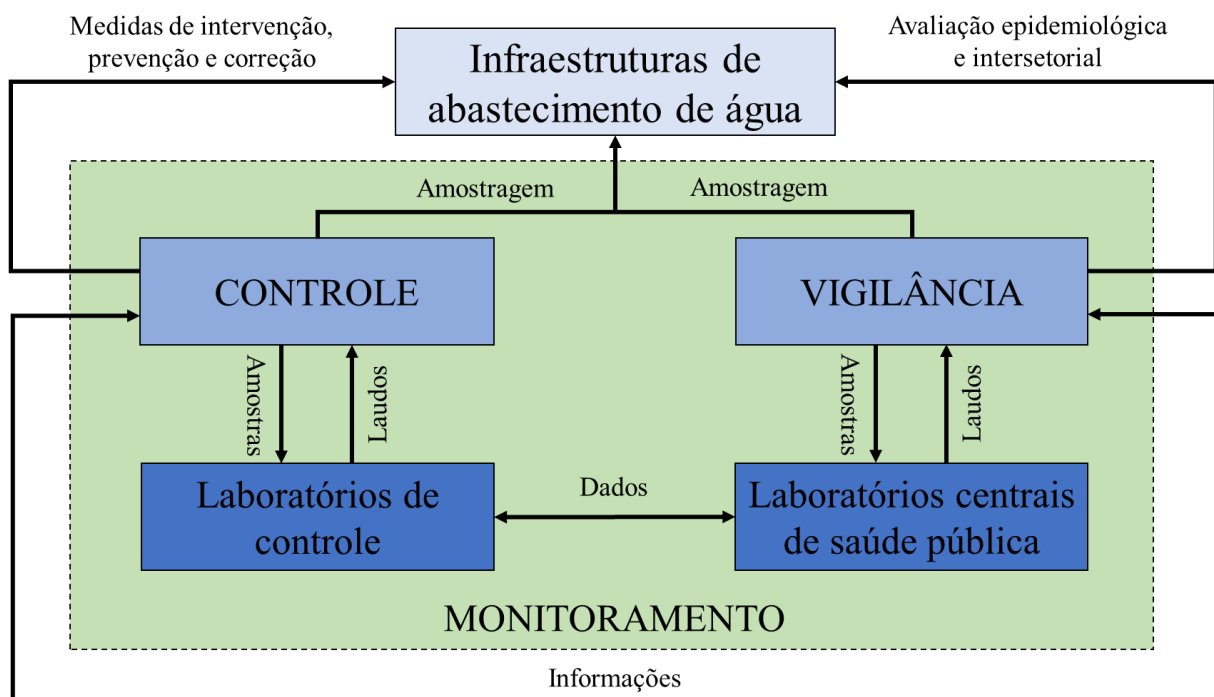 Medidas de intervenção,
prevenção e correção
Infraestruturas de
abastecimento de água
Avaliação epidemiológica
e intersetorial
Amostragem
Amostragem
CONTROLE
VIGILÂNCIA
Amostras
Laudos
Amostras
Laudos
Laboratórios de
controle
Dados
Laboratórios centrais
de saúde pública
MONITORAMENTO
Informações